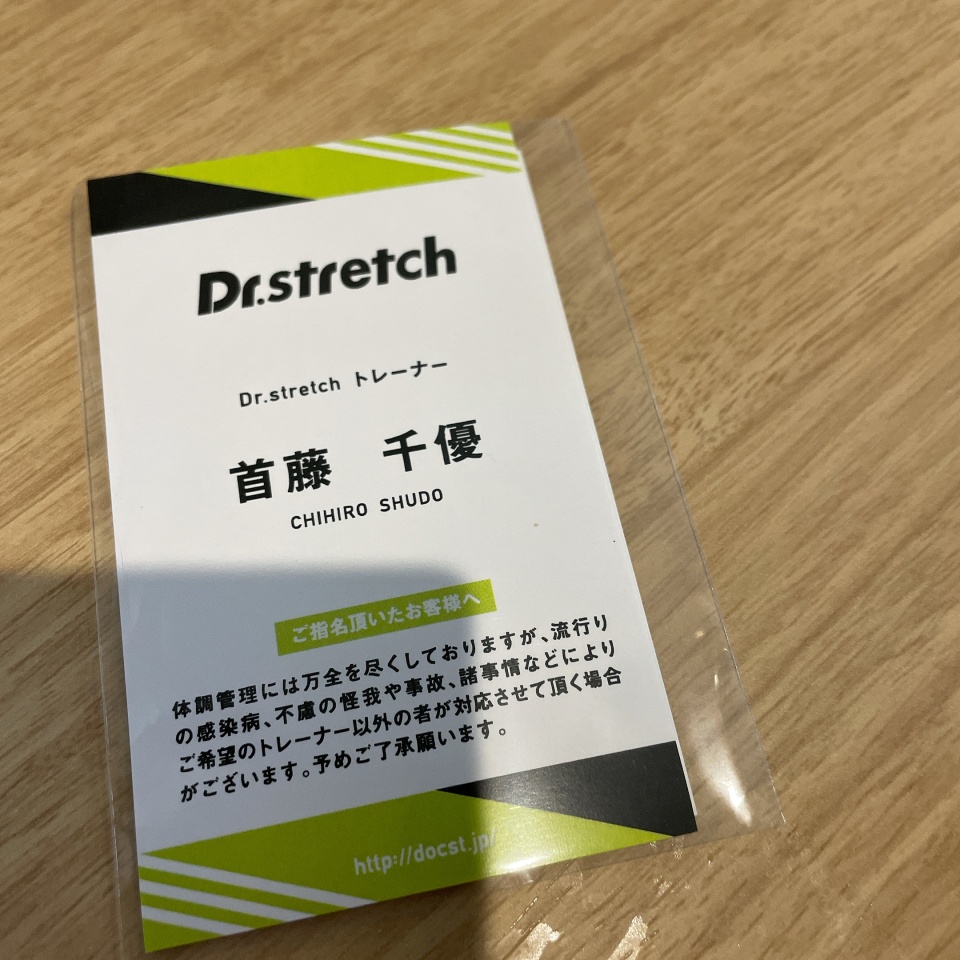 Dr.stretch
Dr.stretch トレーナー
首藤 千優
CHIHIRO SHUDO
ご指名頂いたお客様へ
体調管理には万全を尽くしておりますが、流行り
の感染病、不慮の怪我や事故、諸事情などにより
ご希望のトレーナー以外の者が対応させて頂く場合
がございます。予めご了承願います。
http://docst.jp/